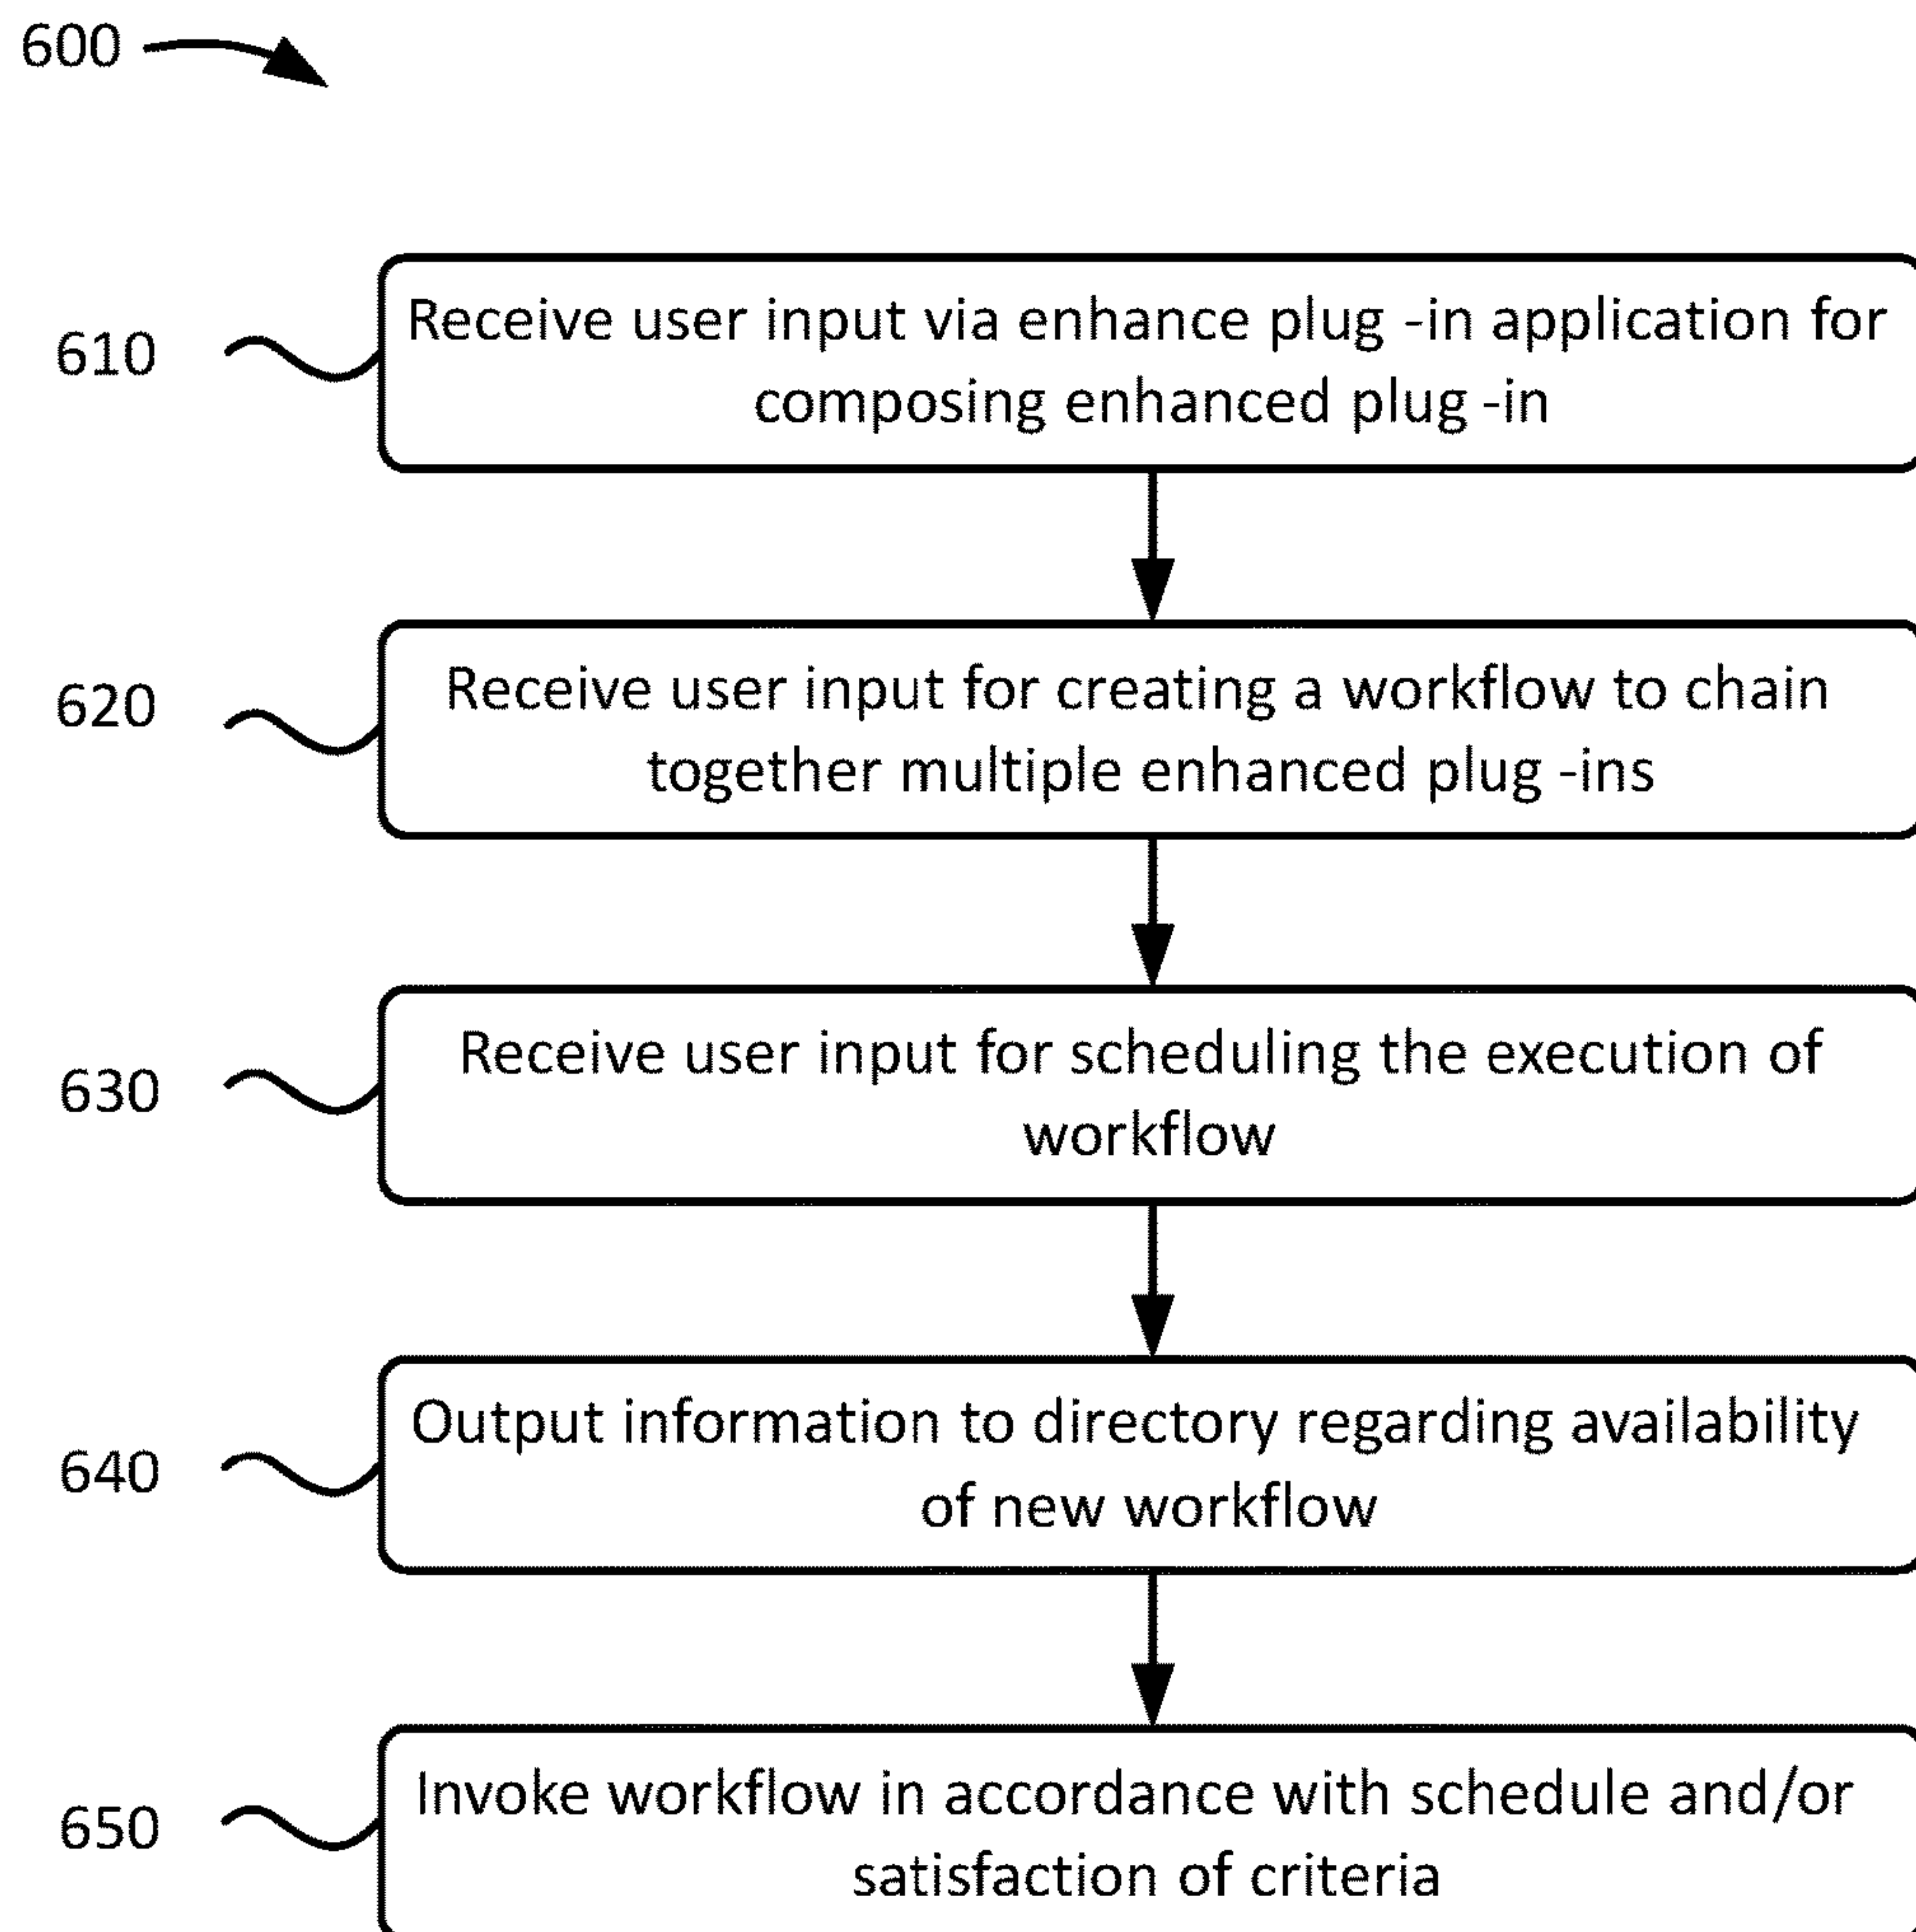 600
610
Receive user input via enhance plug -in application for
composing enhanced plug -in
620
Receive user input for creating a workflow to chain
together multiple enhanced plug -ins
630
Receive user input for scheduling the execution of
workflow
640
Output information to directory regarding availability
of new workflow
650
Invoke workflow in accordance with schedule and/or
satisfaction of criteria